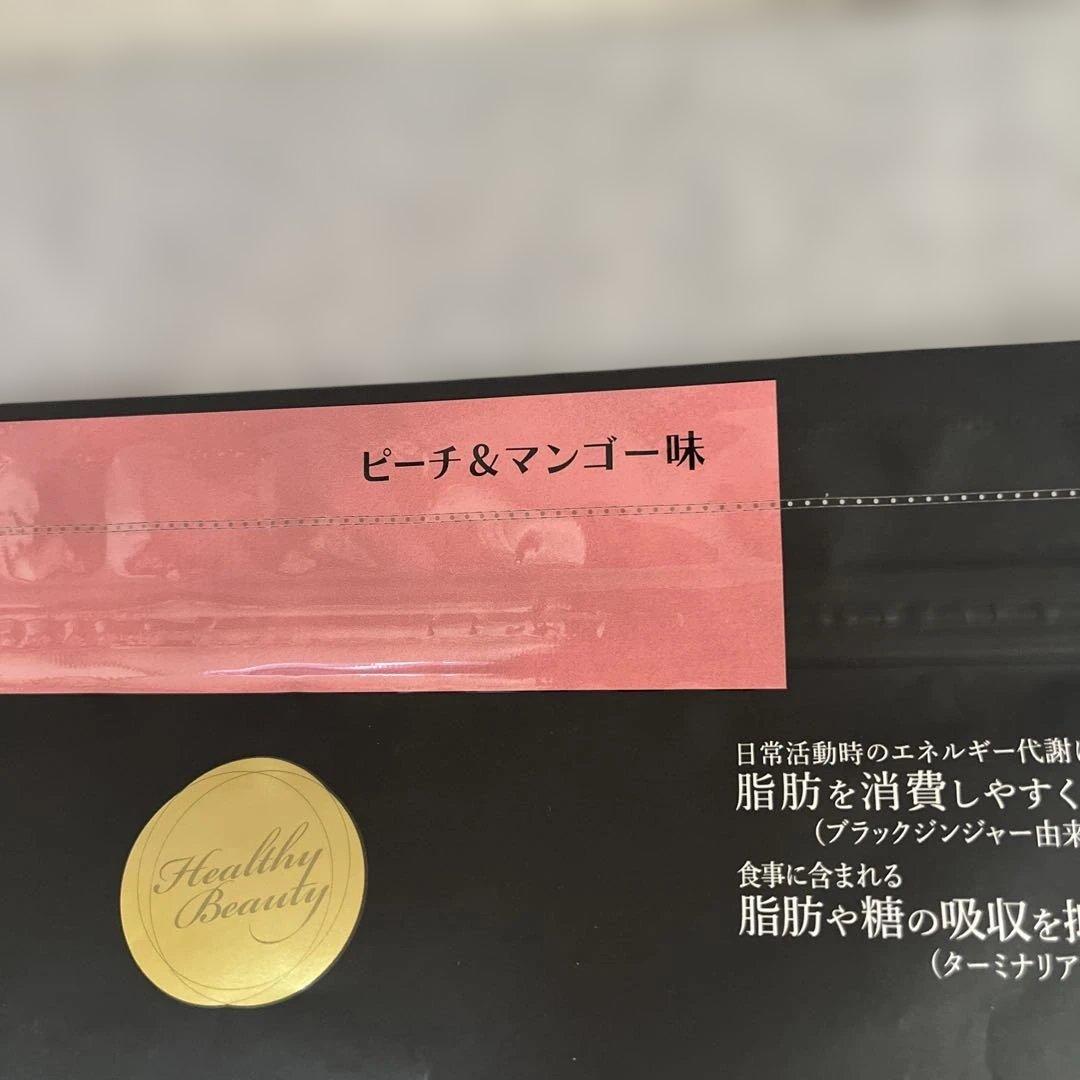 ピーチ&マンゴー味
Healthy
Beauty
日常活動時のエネルギー代謝に
脂肪を消費しやすく
(ブラックジンジャー由来
食事に含まれる
脂肪や糖の吸収を
(ターミナリア